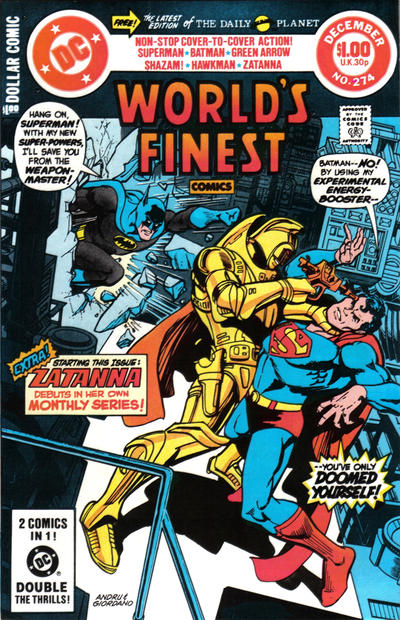 $1.00 DOLLAR COMIC
DC
FREE! THE LATEST EDITION OF THE DAILY PLANET
NON-STOP COVER-TO-COVER ACTION!
SUPERMAN★BATMAN★GREEN ARROW
SHAZAM!★HAWKMAN★ZATANNA
DECEMBER
$1.00
U.K. 30p
NO. 274
WORLD'S
FINEST
COMICS
APPROVED
BY THE
COMICS
CODE
AUTHORITY
HANG ON,
SUPERMAN!
WITH MY NEW
SUPER-POWERS,
I'LL SAVE YOU
FROM THE
WEAPON-
MASTER!
BATMAN--NO!
BY USING MY
EXPERIMENTAL
ENERGY-
BOOSTER--
EXTRA!
STARTING THIS ISSUE:
ZATANNA
DEBUTS IN HER OWN
MONTHLY SERIES!
S
--YOU'VE ONLY
DOOMED
YOURSELF!
2 COMICS
IN 1!
DC
DOUBLE
THE THRILLS!
ANDRU &
GIORDANO